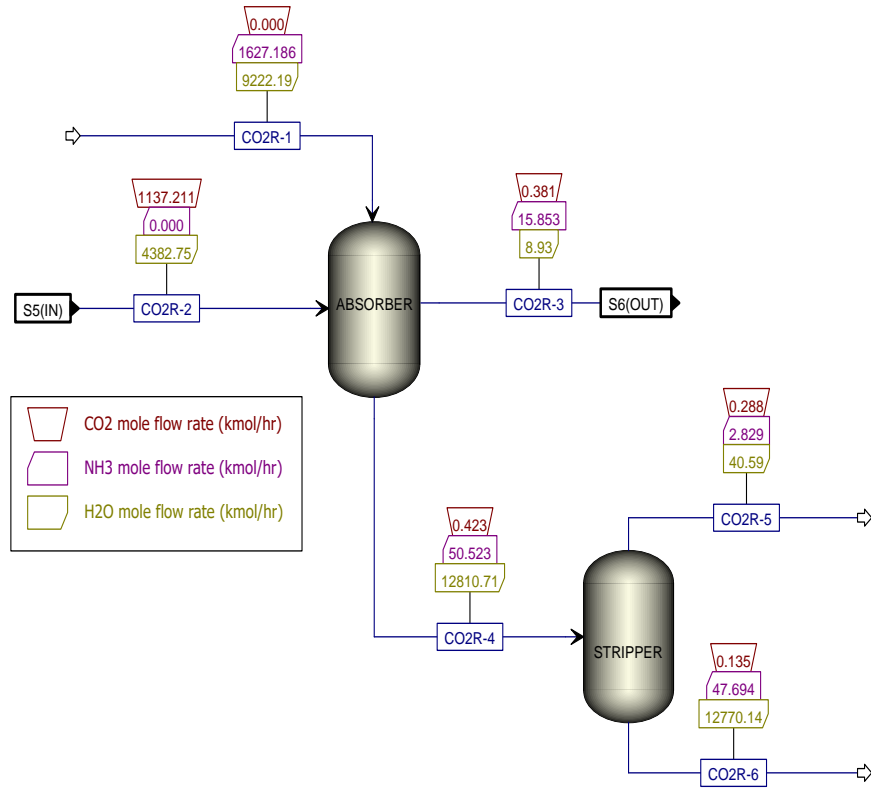 0.000
1627.186
9222.19
CO2R-1
1137.211
0.000
4382.75
S5(IN)
CO2R-2
ABSORBER
0.381
15.853
8.93
CO2R-3
S6(OUT)
CO2 mole flow rate (kmol/hr)
NH3 mole flow rate (kmol/hr)
H2O mole flow rate (kmol/hr)
0.423
50.523
12810.71
CO2R-4
STRIPPER
0.288
2.829
40.59
CO2R-5
0.135
47.694
12770.14
CO2R-6